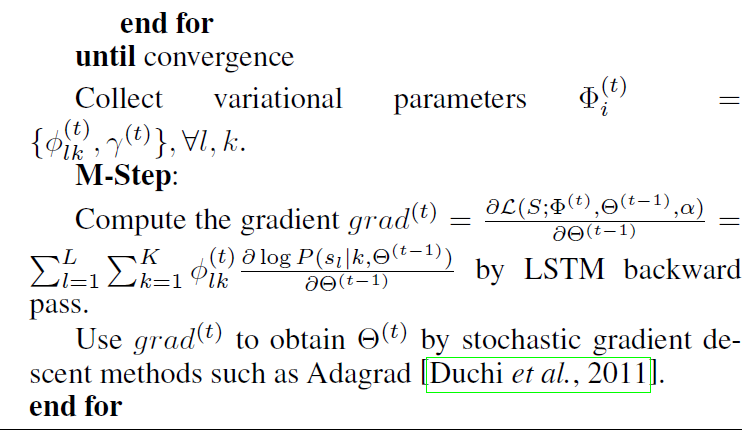 end for
until convergence
Collect variational parameters $\Phi_i^{(t)}$ =
$\{\phi_{lk}^{(t)}, \gamma^{(t)}\}, \forall l, k.$
M-Step:
Compute the gradient $grad^{(t)} = \frac{\partial \mathcal{L}(S;\Phi^{(t)},\Theta^{(t-1)},\alpha)}{\partial \Theta^{(t-1)}}$ =
$\sum_{l=1}^{L} \sum_{k=1}^{K} \phi_{lk}^{(t)} \frac{\partial \log P(s_l|k,\Theta^{(t-1)})}{\partial \Theta^{(t-1)}}$ by LSTM backward
pass.
Use $grad^{(t)}$ to obtain $\Theta^{(t)}$ by stochastic gradient de-
scent methods such as Adagrad [Duchi et al., 2011].
end for